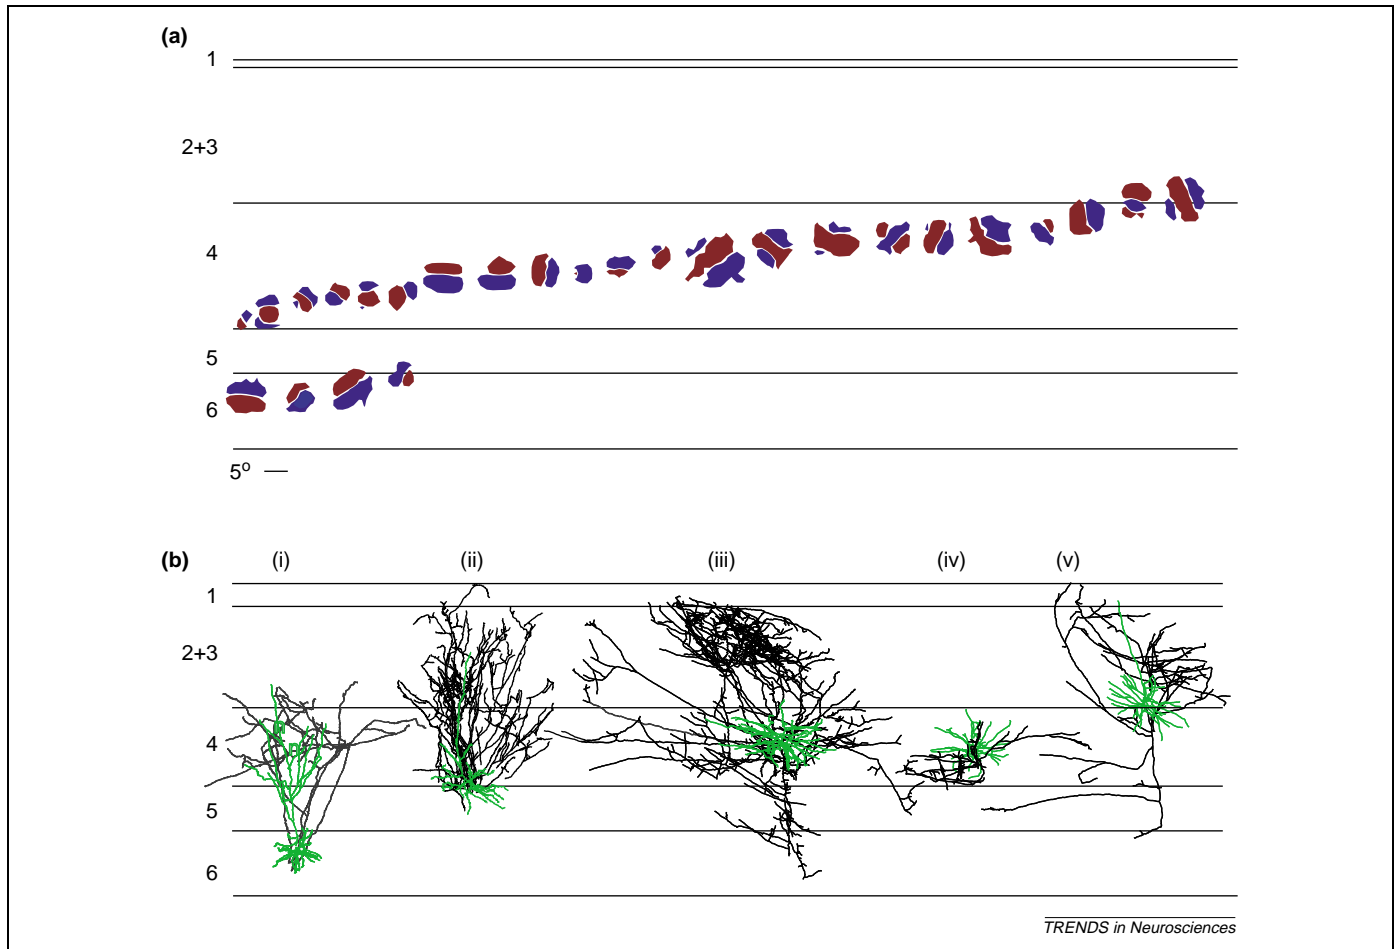 (a)
1
2+3
4
5
6
5º
(b) (i) (ii) (iii) (iv) (v)
1
2+3
4
5
6
TRENDS in Neurosciences